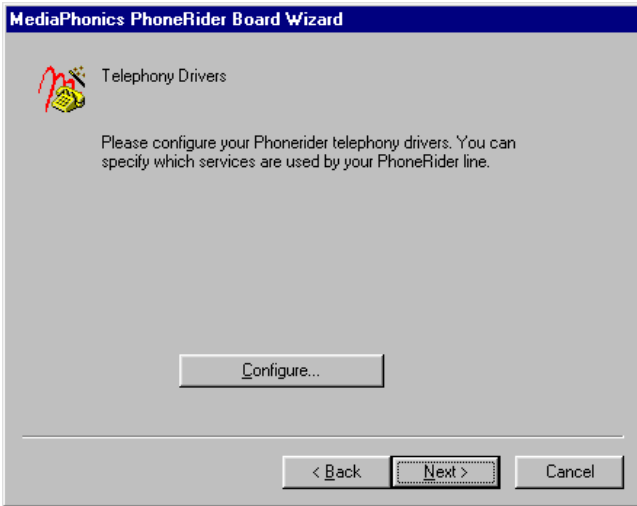 MediaPhonics PhoneRider Board Wizard
Telephony Drivers
Please configure your Phonerider telephony drivers. You can
specify which services are used by your PhoneRider line.
Configure...
< Back Next > Cancel